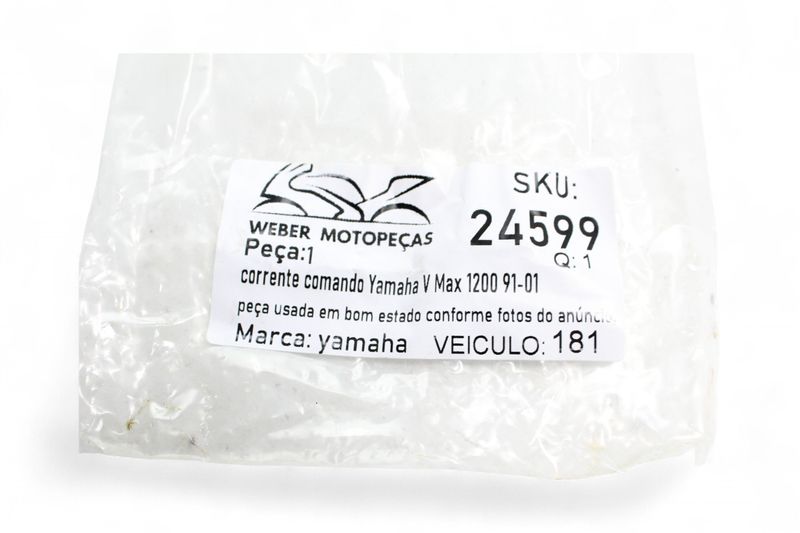 WEBER MOTOPEÇAS
SKU:
24599
Q: 1
Peça:1
corrente comando Yamaha V Max 1200 91-01
peça usada em bom estado conforme fotos do anúncio
Marca: yamaha VEICULO: 181